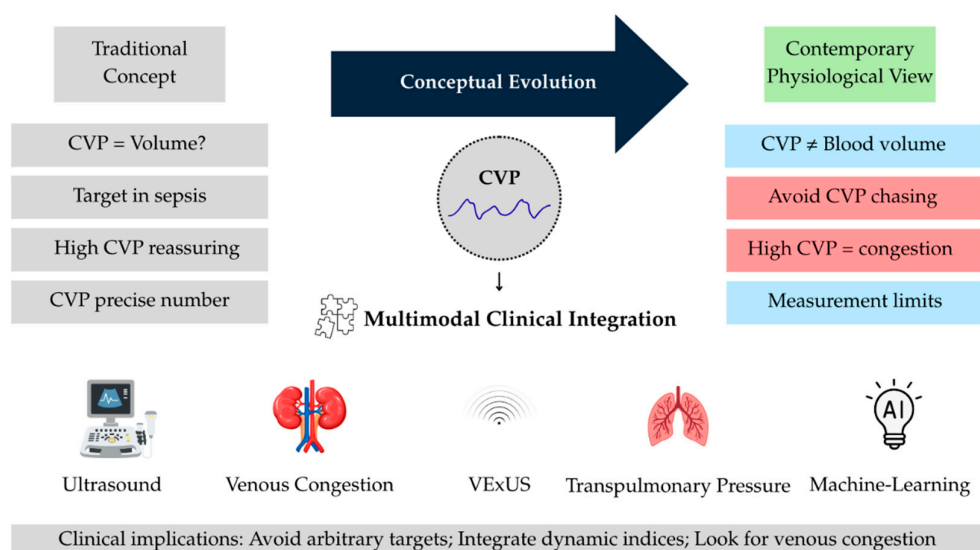 Traditional
Concept
Conceptual Evolution
Contemporary
Physiological View
CVP = Volume?
Target in sepsis
High CVP reassuring
CVP precise number
CVP
CVP ≠ Blood volume
Avoid CVP chasing
High CVP = congestion
Measurement limits
Multimodal Clinical Integration
AI
Ultrasound
Venous Congestion
VExUS
Transpulmonary Pressure
Machine-Learning
Clinical implications: Avoid arbitrary targets; Integrate dynamic indices; Look for venous congestion